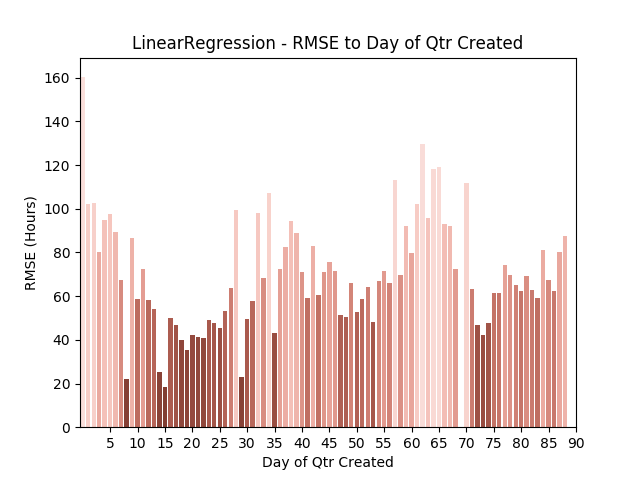 LinearRegression - RMSE to Day of Qtr Created
160
140
120
100
80
60
40
20
0
RMSE (Hours)
5 10 15 20 25 30 35 40 45 50 55 60 65 70 75 80 85 90
Day of Qtr Created